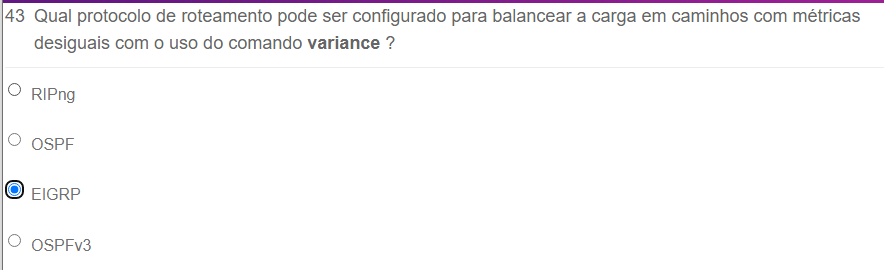 43 Qual protocolo de roteamento pode ser configurado para balancear a carga em caminhos com métricas
desiguais com o uso do comando variance ?
RIPng
OSPF
EIGRP
OSPFv3